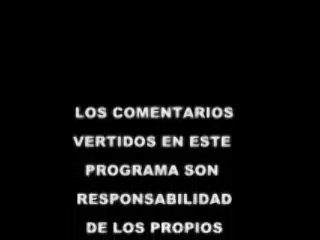 LOS COMENTARIOS
VERTIDOS EN ESTE
PROGRAMA SON
RESPONSABILIDAD
DE LOS PROPIOS